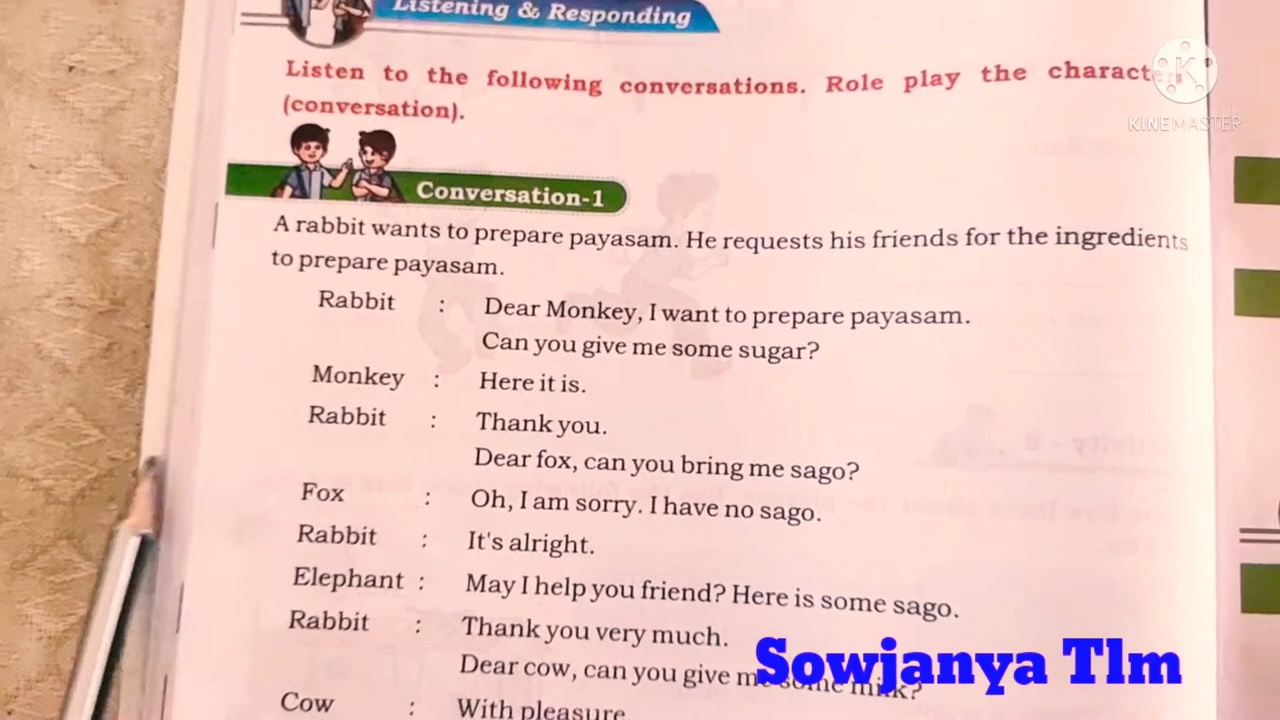 Listening & Responding
Listen to the following conversations. Role play the characte
(conversation).
KINEMASTER
Conversation-1
A rabbit wants to prepare payasam. He requests his friends for the ingredients
to prepare payasam.
Rabbit : Dear Monkey, I want to prepare payasam.
Can you give me some sugar?
Monkey : Here it is.
Rabbit : Thank you.
Dear fox, can you bring me sago?
Fox : Oh, I am sorry. I have no sago.
Rabbit : It's alright.
Elephant : May I help you friend? Here is some sago.
Rabbit : Thank you very much.
Dear cow, can you give me some milk?
Cow : With pleasure
Sowjanya Tlm